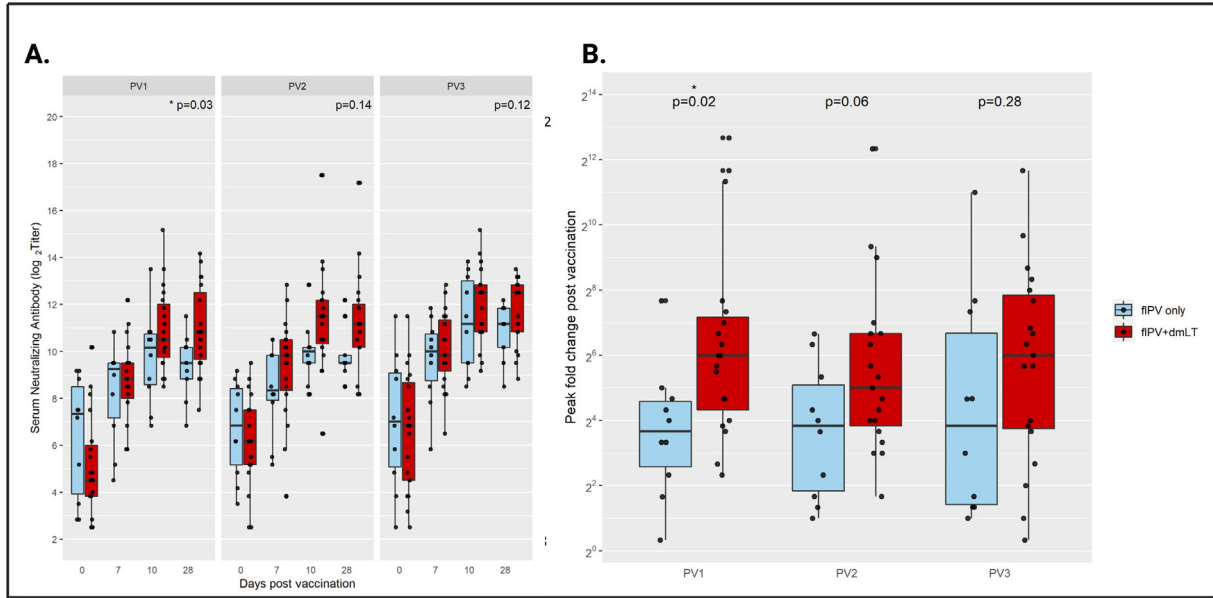 A.
B.
PV1
PV2
PV3
* p=0.03
p=0.14
p=0.12
Serum Neutralizing Antibody (log 2Titer)
20
18
16
14
12
10
8
6
4
2
0 7 10 28
0 7 10 28
0 7 10 28
Days post vaccination
2
*
p=0.02
p=0.06
p=0.28
Peak fold change post vaccination
2^14
2^12
2^10
2^8
2^6
2^4
2^2
2^0
PV1
PV2
PV3
fIPV only
fIPV+dmLT